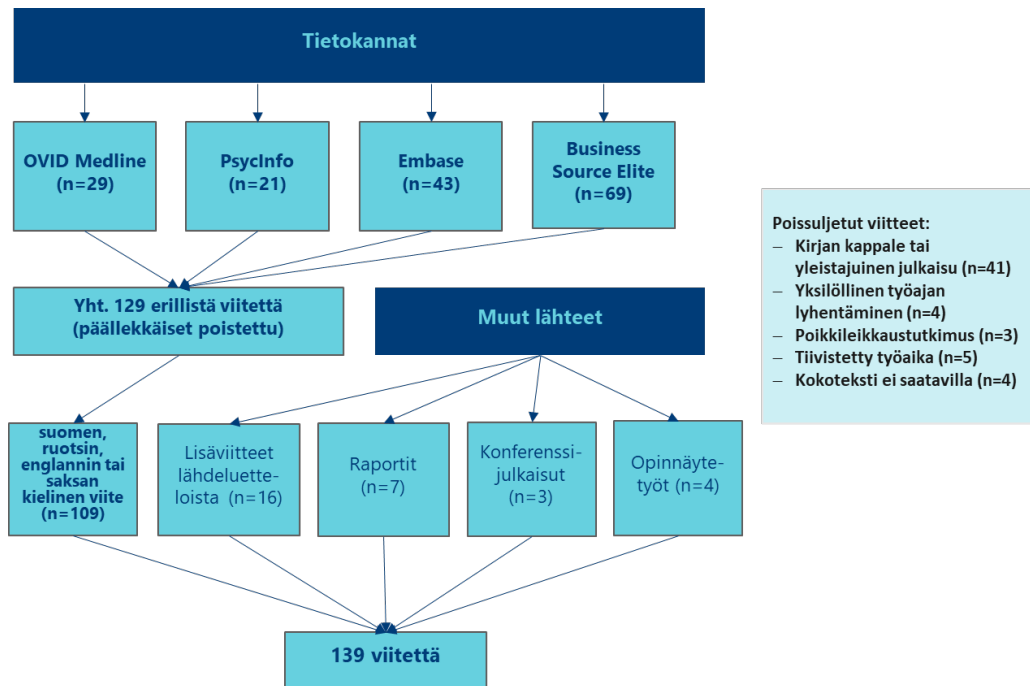 Tietokannat
OVID Medline
(n=29)
PsycInfo
(n=21)
Embase
(n=43)
Business
Source Elite
(n=69)
Yht. 129 erillistä viitettä
(päällekkäiset poistettu)
Muut lähteet
suomen,
ruotsin,
englannin tai
saksan
kielinen viite
(n=109)
Lisäviitteet
lähdeluette-
loista (n=16)
Raportit
(n=7)
Konferenssi-
julkaisut
(n=3)
Opinnäyte-
työt (n=4)
139 viitettä
Poissuljetut viitteet:
– Kirjan kappale tai
yleistajuinen julkaisu (n=41)
– Yksilöllinen työajan
lyhentäminen (n=4)
– Poikkileikkaustutkimus (n=3)
– Tiivistetty työaika (n=5)
– Kokoteksti ei saatavilla (n=4)